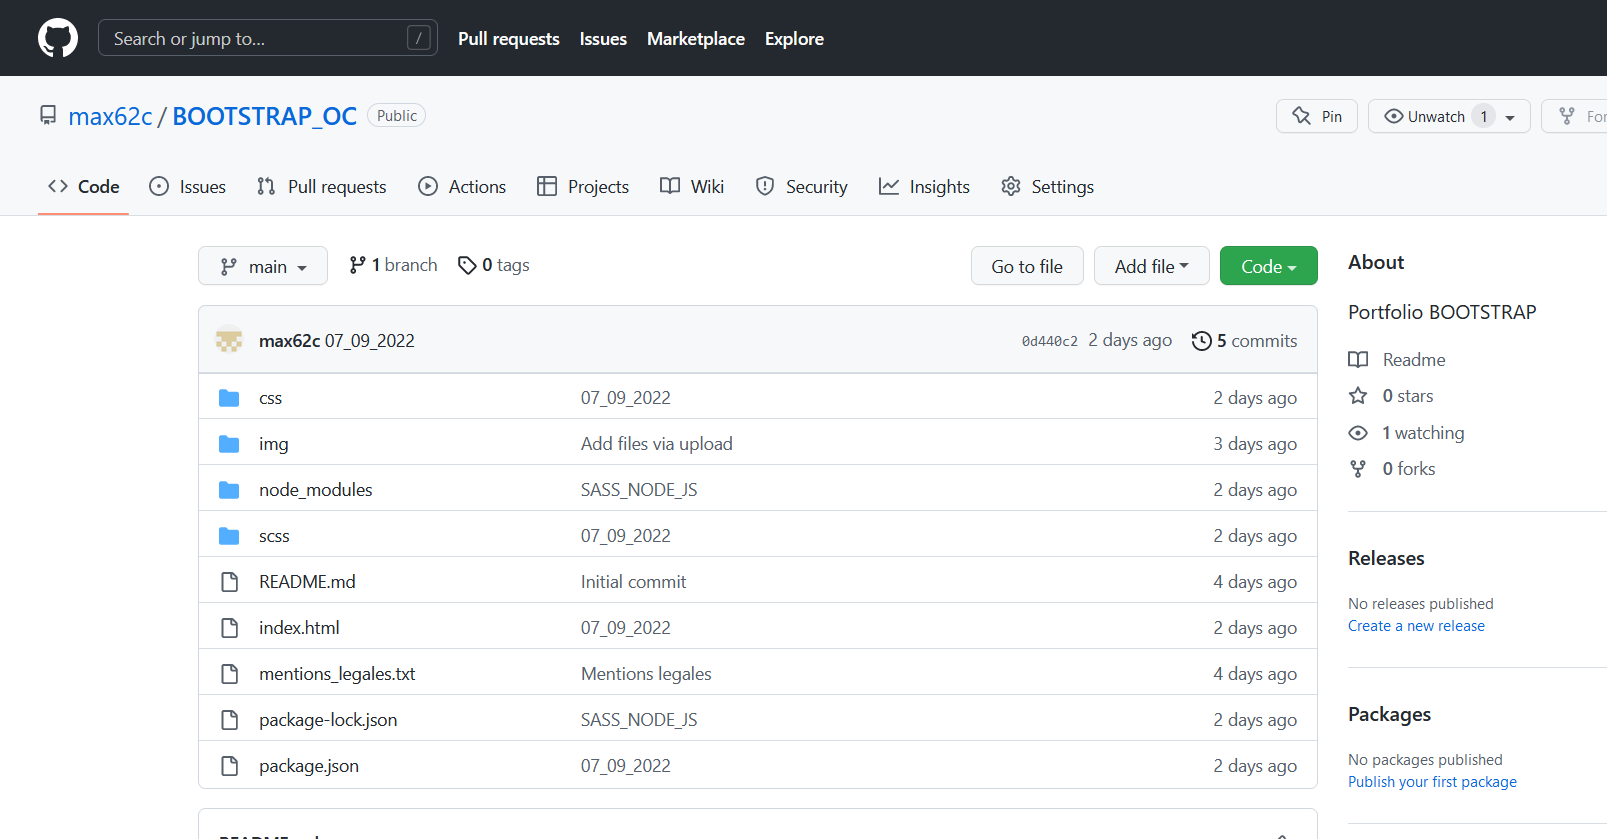 Search or jump to... / Pull requests Issues Marketplace Explore
max62c / BOOTSTRAP_OC Public Pin Unwatch 1
Code Issues Pull requests Actions Projects Wiki Security Insights Settings
main 1 branch 0 tags Go to file Add file Code
max62c 07_09_2022 0d440c2 2 days ago 5 commits
css 07_09_2022 2 days ago
img Add files via upload 3 days ago
node_modules SASS_NODE_JS 2 days ago
scss 07_09_2022 2 days ago
README.md Initial commit 4 days ago
index.html 07_09_2022 2 days ago
mentions_legales.txt Mentions legales 4 days ago
package-lock.json SASS_NODE_JS 2 days ago
package.json 07_09_2022 2 days ago
About
Portfolio BOOTSTRAP
Readme
0 stars
1 watching
0 forks
Releases
No releases published
Create a new release
Packages
No packages published
Publish your first package